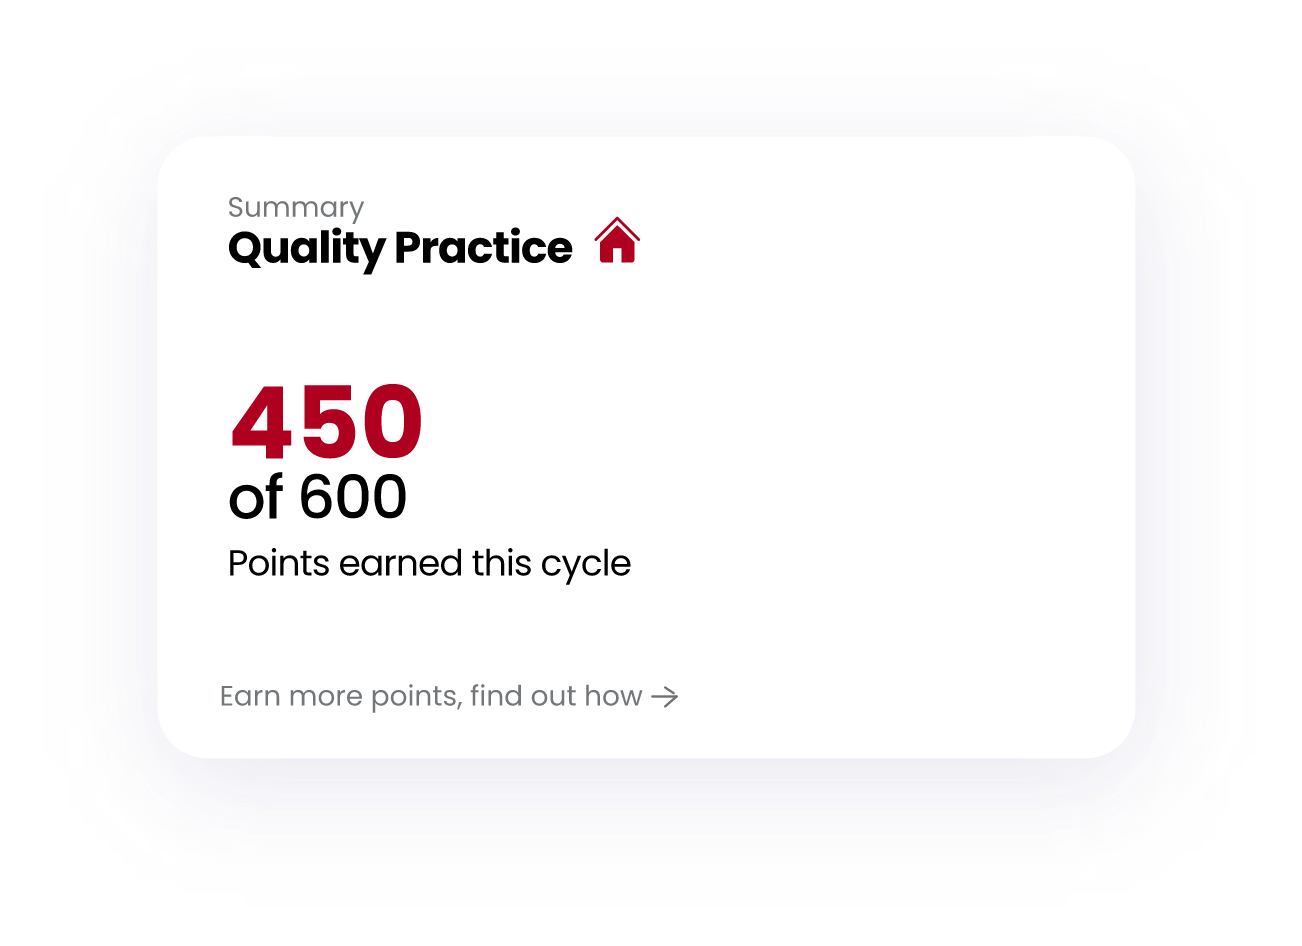 Summary
Quality Practice
450
of 600
Points earned this cycle
Earn more points, find out how →